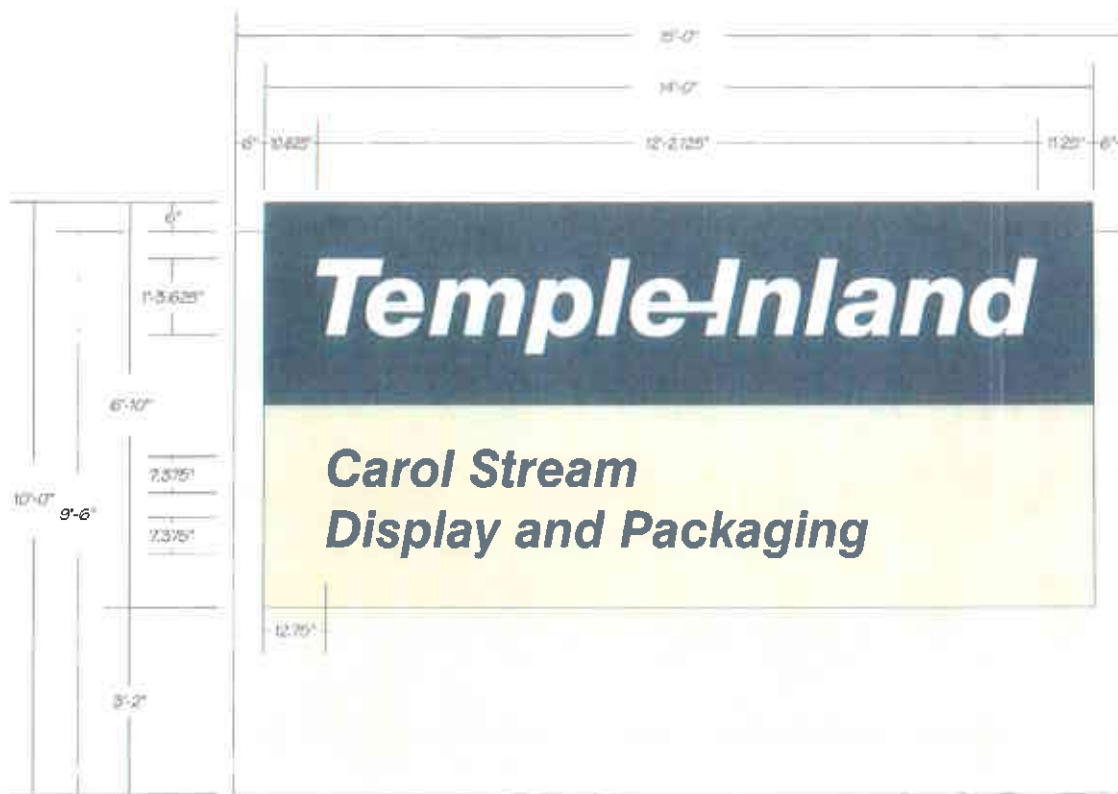 15'-0"
14'-0"
6" 10.625" 12'-2.125" 11.25" 6"
6"
1'-3.625"
6'-10"
7.375"
10'-0" 9'-6"
7.375"
Temple-Inland
Carol Stream
Display and Packaging
12.75"
3'-2"